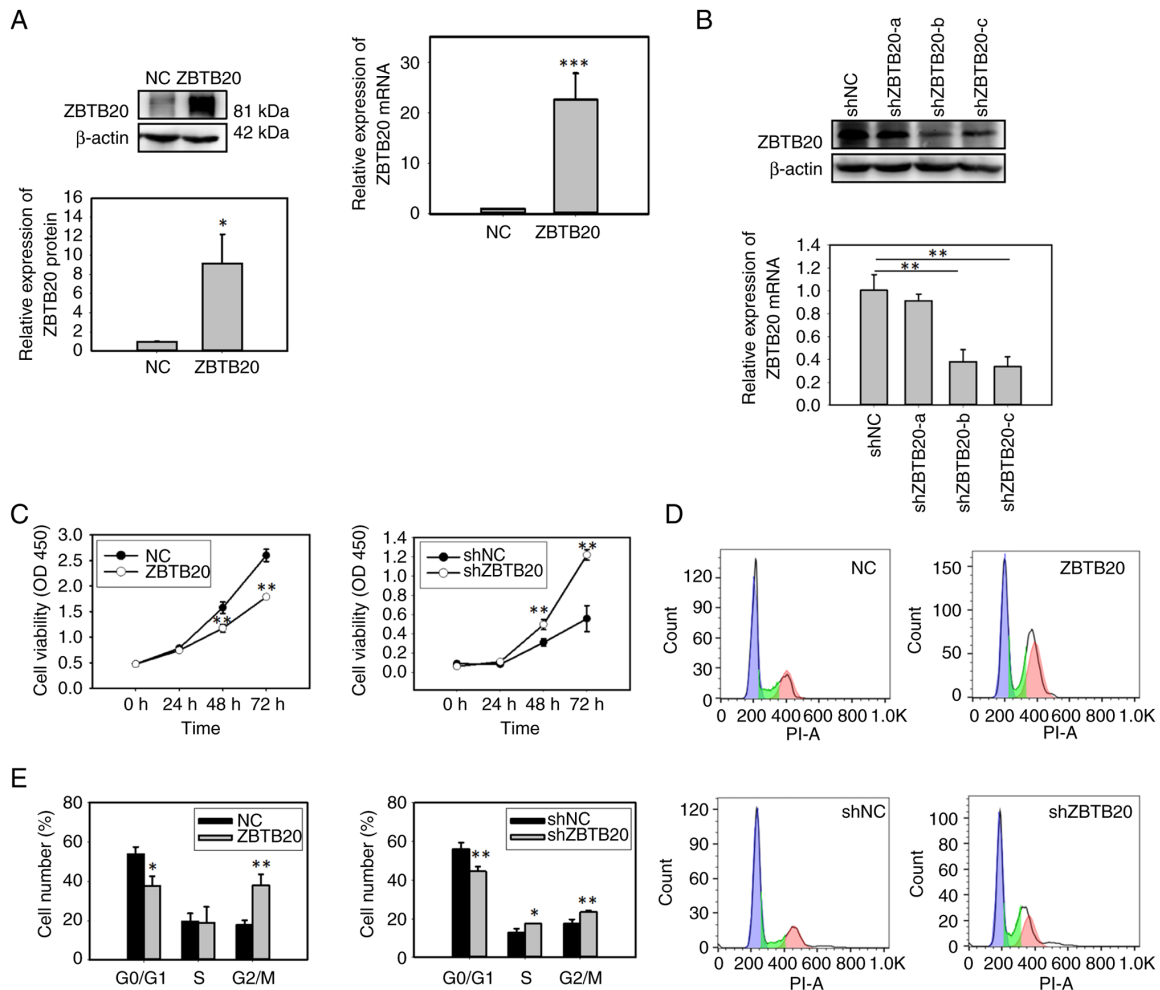 A
NC ZBTB20
ZBTB20
81 kDa
β-actin
42 kDa
Relative expression of
ZBTB20 protein
16
14
12
10
8
6
4
2
0
*
NC
ZBTB20
Relative expression of
ZBTB20 mRNA
30
20
10
0
***
NC
ZBTB20
B
shNC
shZBTB20-a
shZBTB20-b
shZBTB20-c
ZBTB20
β-actin
Relative expression of
ZBTB20 mRNA
1.4
1.2
1.0
0.8
0.6
0.4
0.2
0.0
**
**
shNC
shZBTB20-a
shZBTB20-b
shZBTB20-c
C
Cell viability (OD 450)
3.0
2.5
2.0
1.5
1.0
0.5
0.0
NC
ZBTB20
**
**
0 h 24 h 48 h 72 h
Time
Cell viability (OD 450)
1.4
1.2
1.0
0.8
0.6
0.4
0.2
0.0
shNC
shZBTB20
**
**
0 h 24 h 48 h 72 h
Time
D
Count
120
90
60
30
0
NC
0 200 400 600 800 1.0K
PI-A
Count
150
100
50
0
ZBTB20
0 200 400 600 800 1.0K
PI-A
Count
120
90
60
30
0
shNC
0 200 400 600 800 1.0K
PI-A
Count
100
80
60
40
20
0
shZBTB20
0 200 400 600 800 1.0K
PI-A
E
Cell number (%)
80
60
40
20
0
NC
ZBTB20
*
**
G0/G1 S G2/M
Cell number (%)
80
60
40
20
0
shNC
shZBTB20
**
*
**
G0/G1 S G2/M